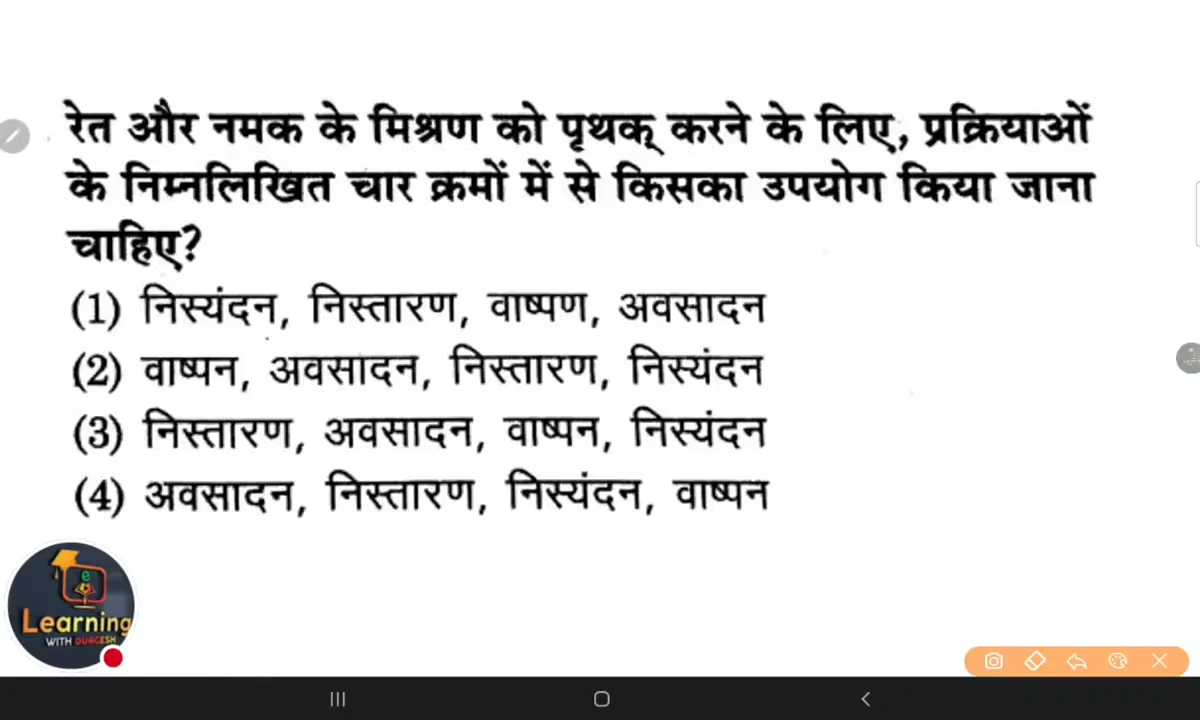 रेत और नमक के मिश्रण को पृथक् करने के लिए, प्रक्रियाओं
के निम्नलिखित चार क्रमों में से किसका उपयोग किया जाना
चाहिए?
(1) निस्यंदन, निस्तारण, वाष्पण, अवसादन
(2) वाष्पन, अवसादन, निस्तारण, निस्यंदन
(3) निस्तारण, अवसादन, वाष्पन, निस्यंदन
(4) अवसादन, निस्तारण, निस्यंदन, वाष्पन
e
Learning
WITH DURGESH